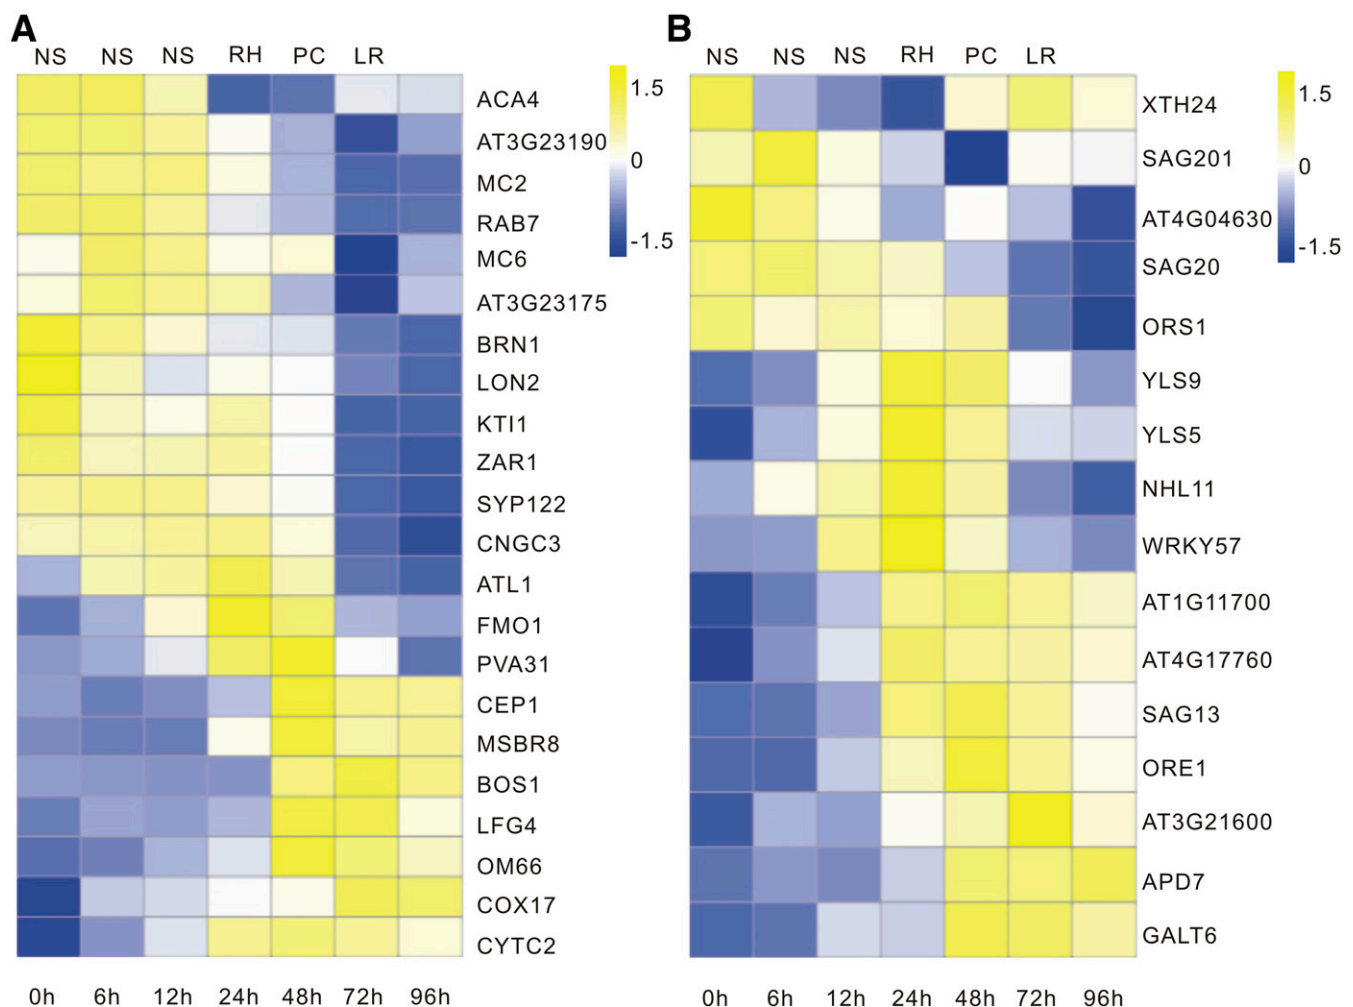 A
NS NS NS RH PC LR
ACA4
AT3G23190
MC2
RAB7
MC6
AT3G23175
BRN1
LON2
KTI1
ZAR1
SYP122
CNGC3
ATL1
FMO1
PVA31
CEP1
MSBR8
BOS1
LFG4
OM66
COX17
CYTC2
1.5
0
-1.5
0h 6h 12h 24h 48h 72h 96h
B
NS NS NS RH PC LR
XTH24
SAG201
AT4G04630
SAG20
ORS1
YLS9
YLS5
NHL11
WRKY57
AT1G11700
AT4G17760
SAG13
ORE1
AT3G21600
APD7
GALT6
1.5
0
-1.5
0h 6h 12h 24h 48h 72h 96h